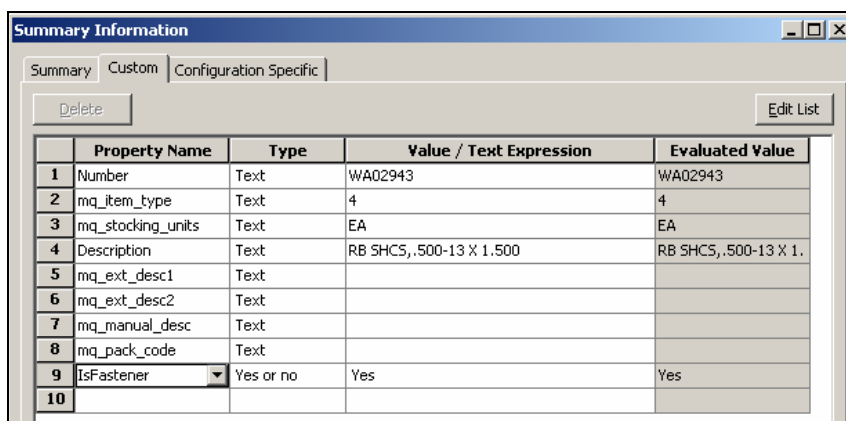 Summary Information
Summary Custom Configuration Specific
Delete Edit List
Property Name Type Value / Text Expression Evaluated Value
1 Number Text WA02943 WA02943
2 mq_item_type Text 4 4
3 mq_stocking_units Text EA EA
4 Description Text RB SHCS,.500-13 X 1.500 RB SHCS,.500-13 X 1.
5 mq_ext_desc1 Text
6 mq_ext_desc2 Text
7 mq_manual_desc Text
8 mq_pack_code Text
9 IsFastener Yes or no Yes Yes
10